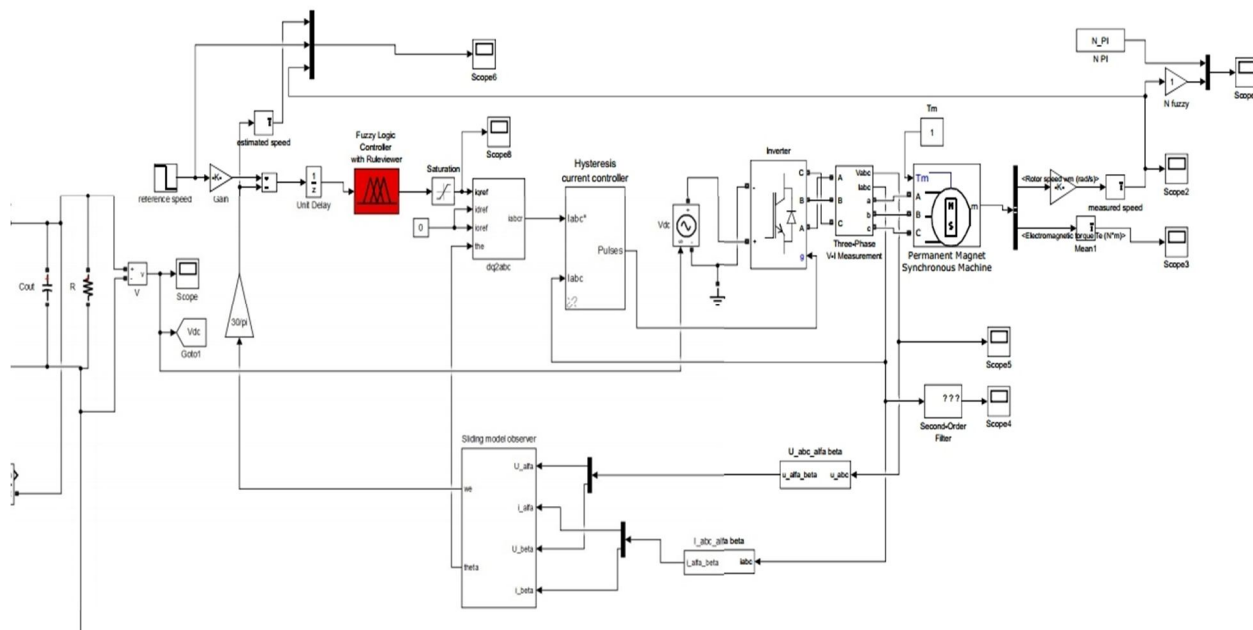 Scope6
N_PI
N PI
Scope
1
N fuzzy
T
estimated speed
Fuzzy Logic
Controller
with Ruleviewer
Scope8
Saturation
Hysteresis
current controller
Inverter
Tm
1
reference speed
-K-
Gain
1
z
Unit Delay
iqref
idref
ioref
the
iabcr
dq2abc
0
Iabc*
Pulses
Iabc
¿?
Vdc
C
B
A
g
A
B
C
Vabc
Iabc
a
b
c
Three-Phase
V-I Measurement
Tm
A
B
C
m
N
S
Permanent Magnet
Synchronous Machine
<Rotor speed wm (rad/s)>
-K-
T
measured speed
Scope2
<Electromagnetic torque Te (N*m)>
Mean1
Scope3
Cout
R
v
V
Scope
Vdc
Goto1
30/pi
Scope5
? ? ?
Second-Order
Filter
Scope4
Sliding model observer
U_alfa
we
i_alfa
U_beta
theta
i_beta
U_abc_alfa beta
u_alfa_beta
u_abc
I_abc_alfa beta
i_alfa_beta
iabc